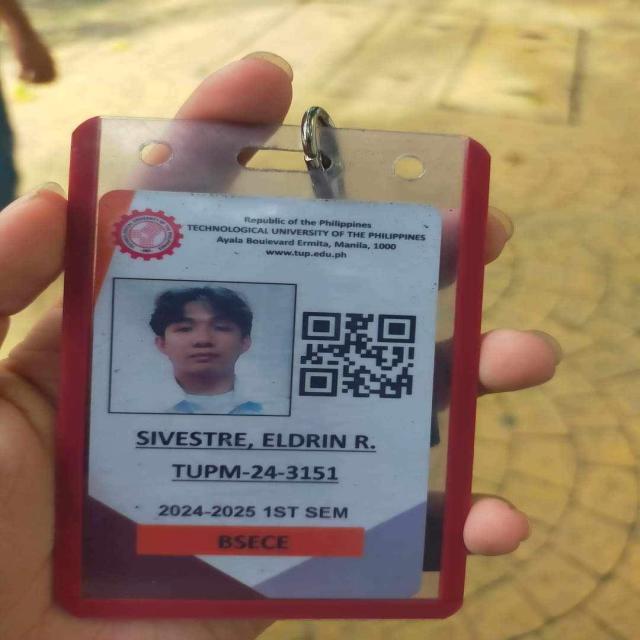 Republic of the Philippines
TECHNOLOGICAL UNIVERSITY OF THE PHILIPPINES
Ayala Boulevard Ermita, Manila, 1000
www.tup.edu.ph
SIVESTRE, ELDRIN R.
TUPM-24-3151
2024-2025 1ST SEM
BSECE